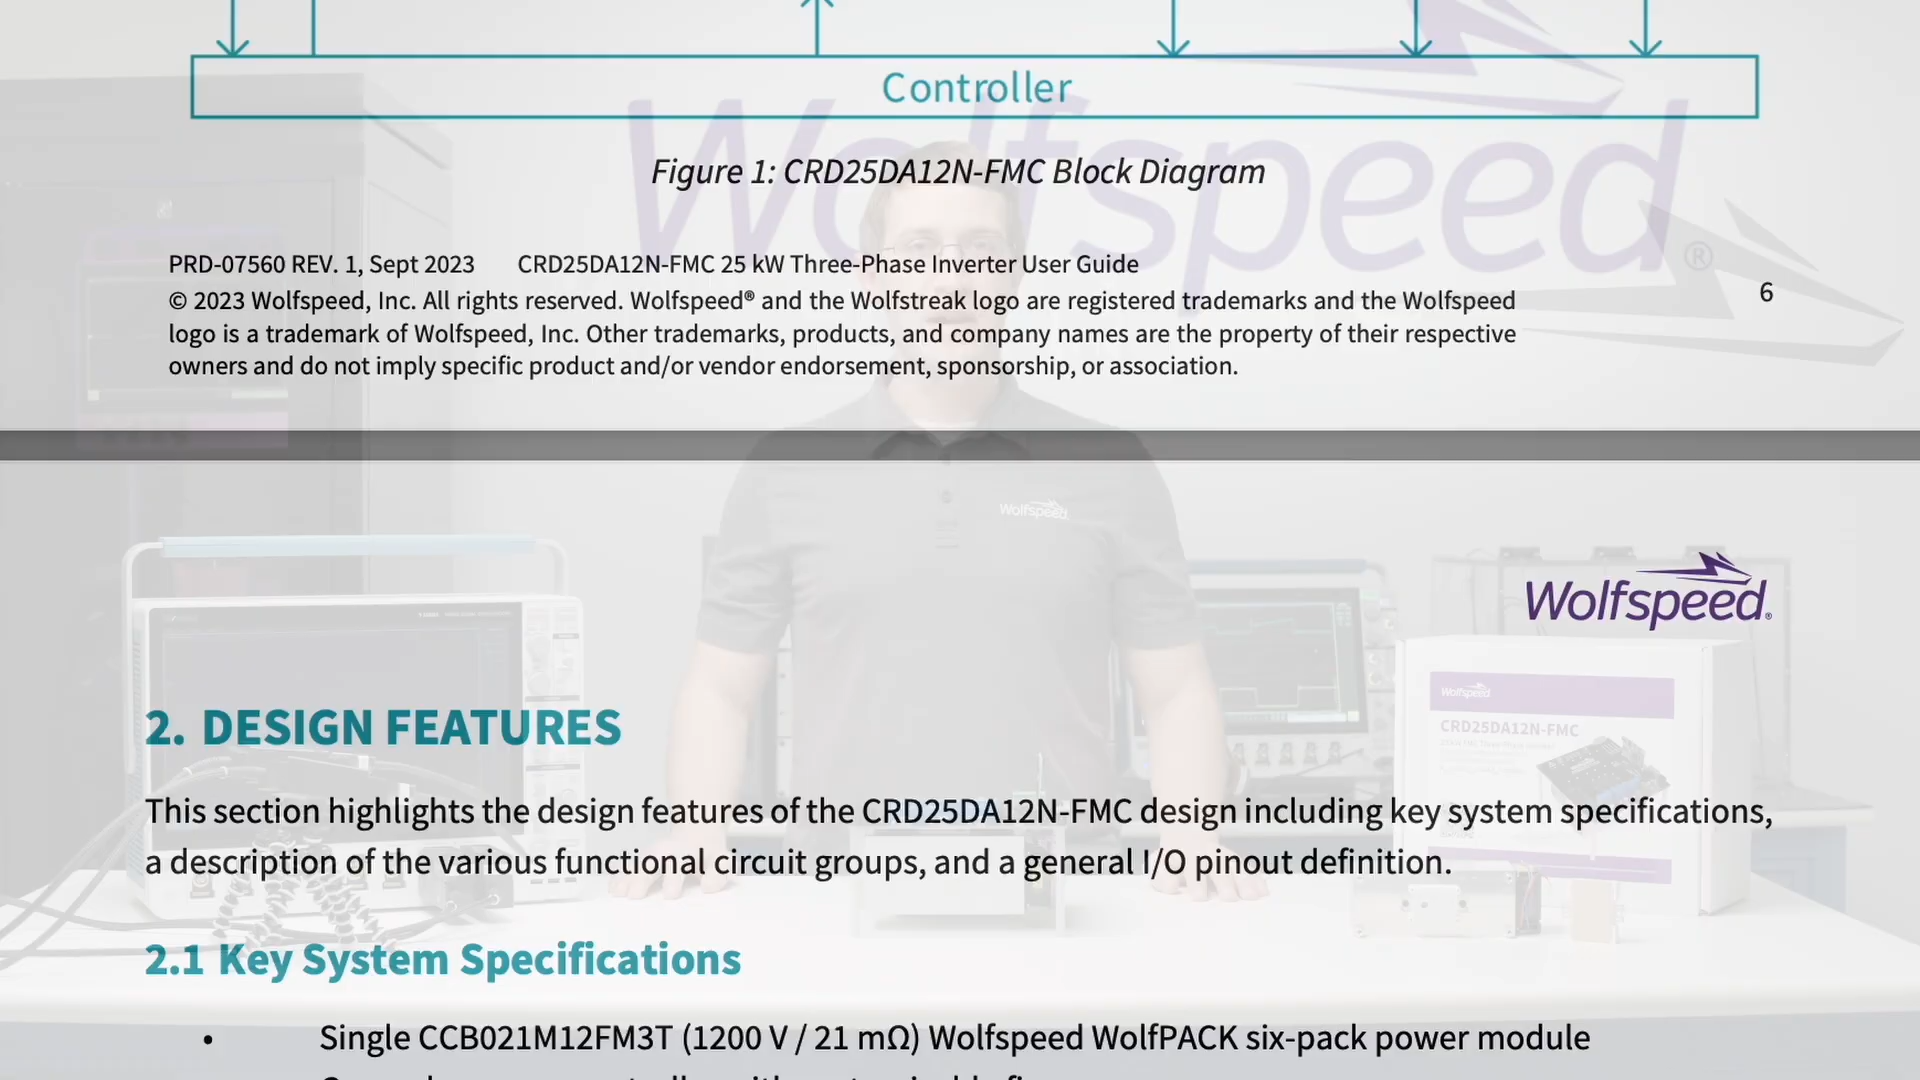 Controller
Figure 1: CRD25DA12N-FMC Block Diagram
Wolfspeed®
PRD-07560 REV. 1, Sept 2023 CRD25DA12N-FMC 25 kW Three-Phase Inverter User Guide
© 2023 Wolfspeed, Inc. All rights reserved. Wolfspeed® and the Wolfstreak logo are registered trademarks and the Wolfspeed
logo is a trademark of Wolfspeed, Inc. Other trademarks, products, and company names are the property of their respective
owners and do not imply specific product and/or vendor endorsement, sponsorship, or association.
6
Wolfspeed
Wolfspeed®
Wolfspeed
CRD25DA12N-FMC
2. DESIGN FEATURES
This section highlights the design features of the CRD25DA12N-FMC design including key system specifications,
a description of the various functional circuit groups, and a general I/O pinout definition.
2.1 Key System Specifications
• Single CCB021M12FM3T (1200 V / 21 mΩ) Wolfspeed WolfPACK six-pack power module